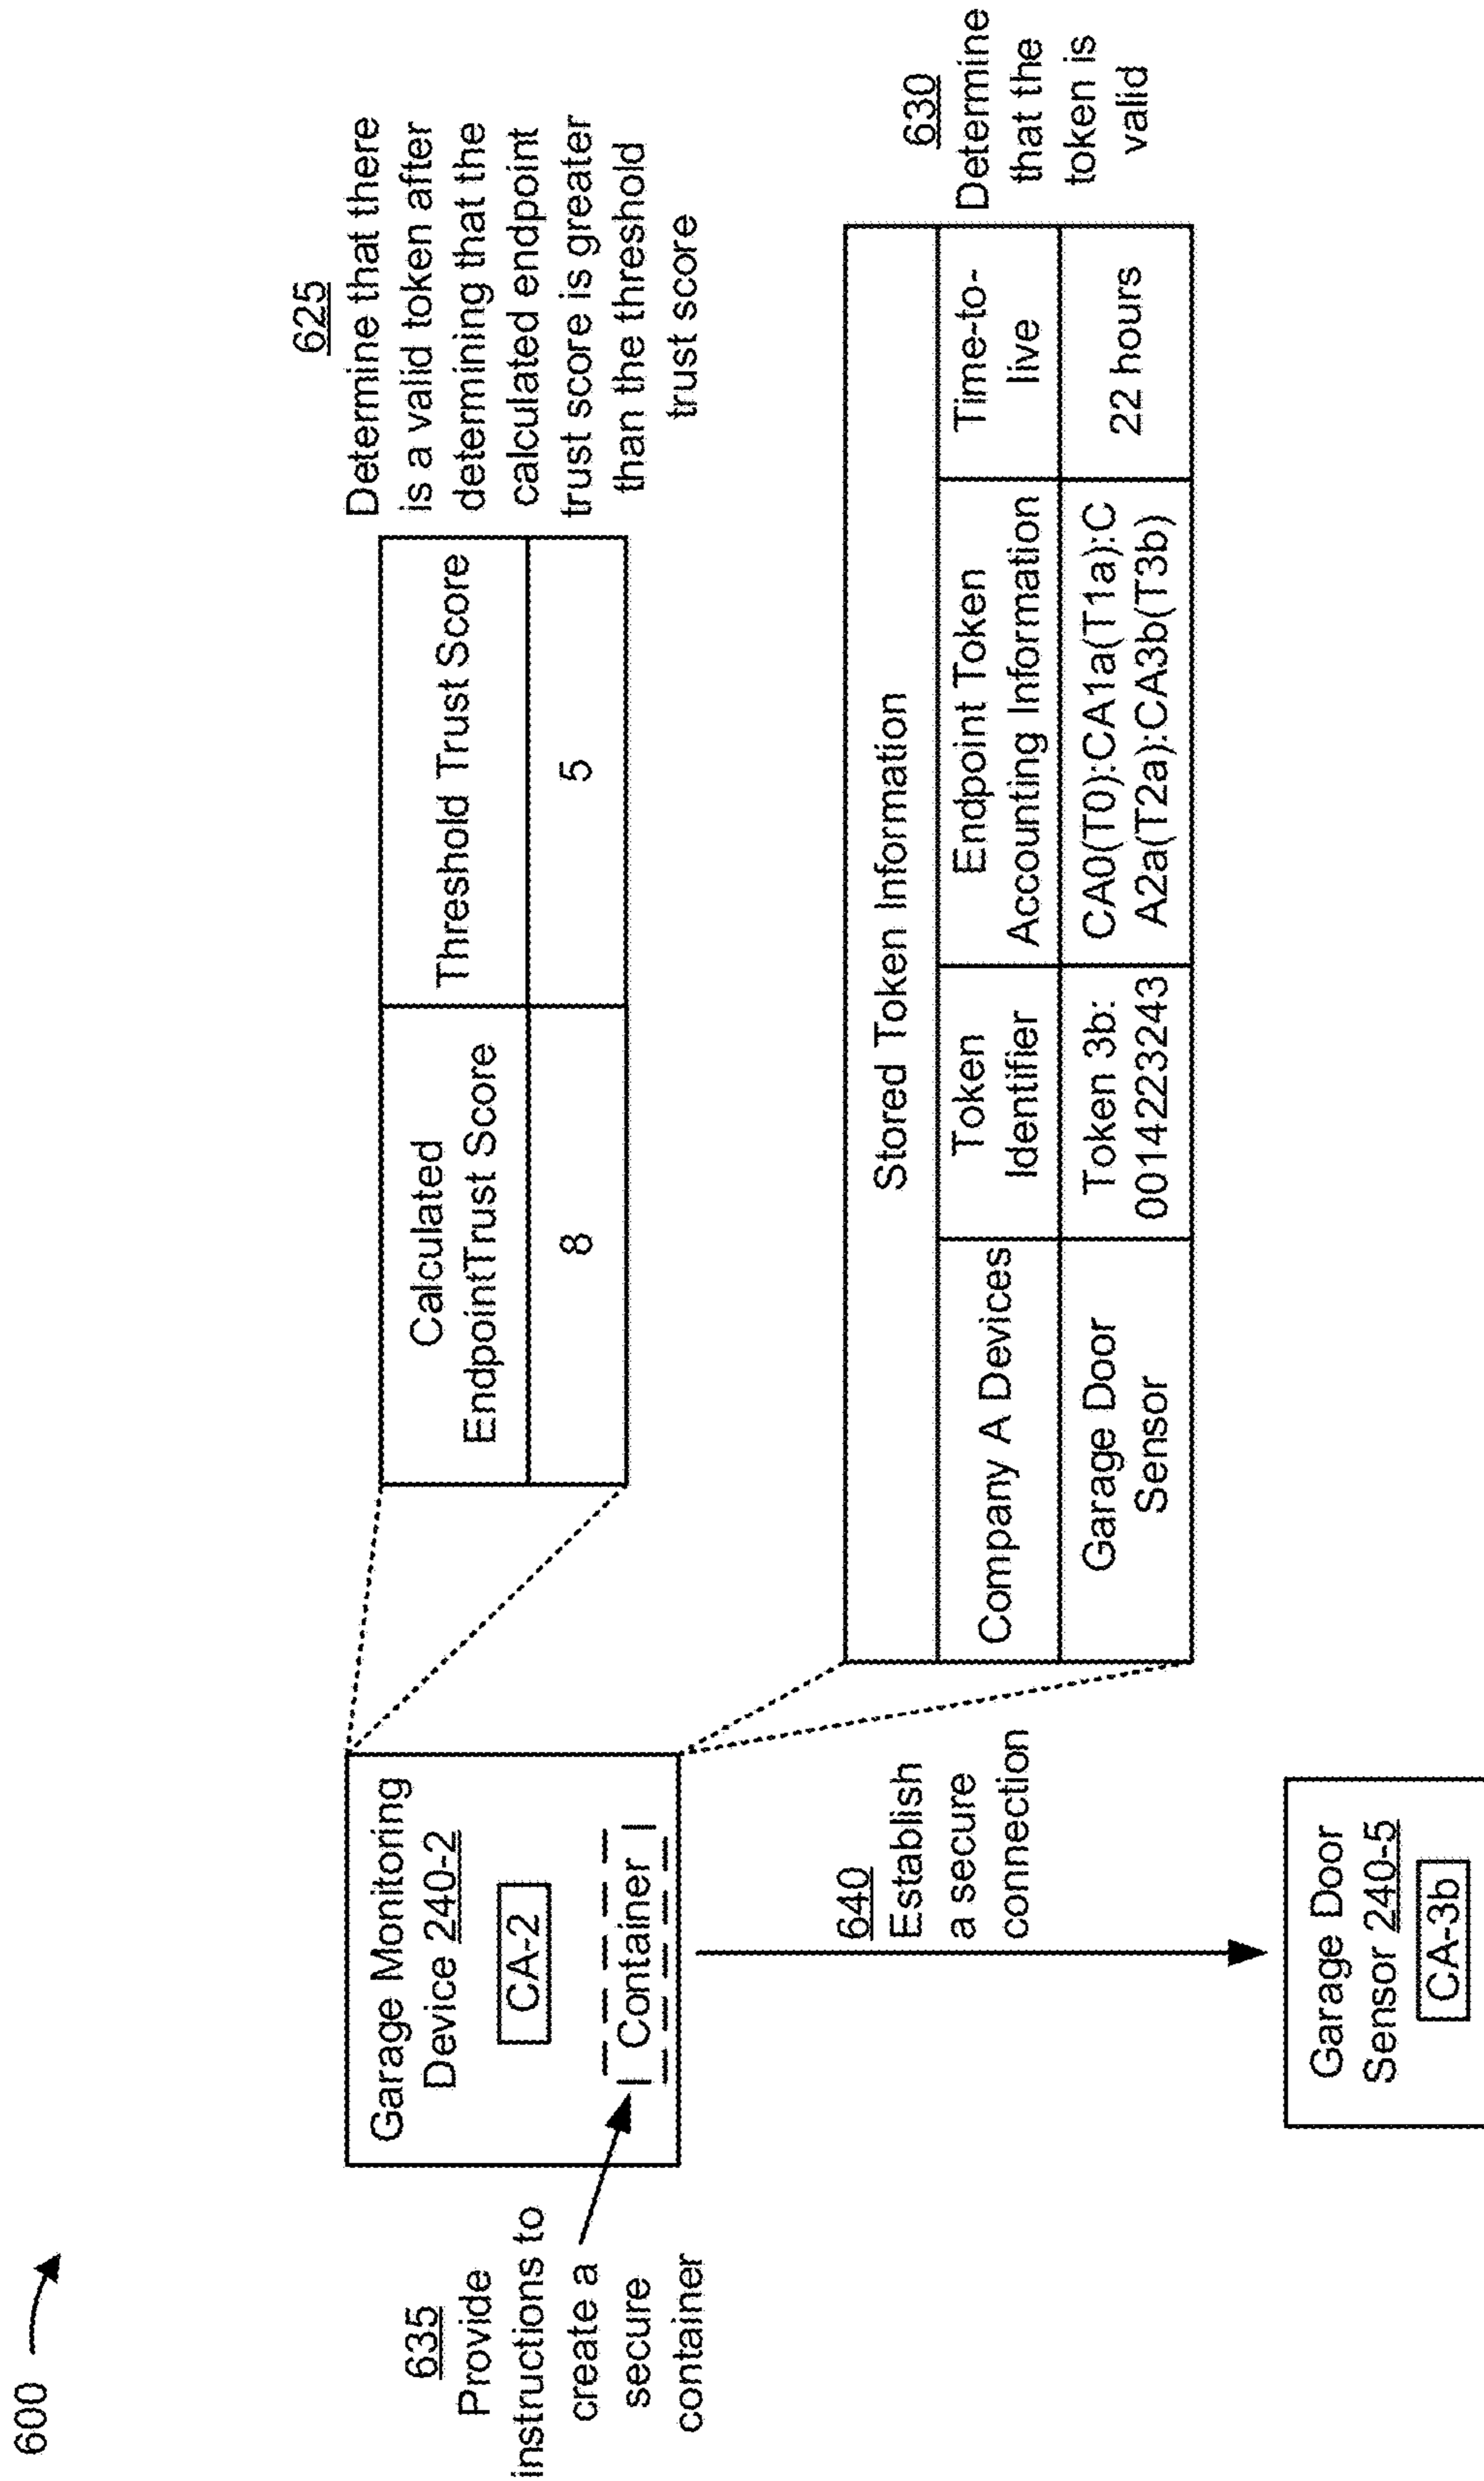 600
635
Provide
instructions to
create a
secure
container
Garage Monitoring
Device 240-2
CA-2
Container
Calculated
EndpointTrust Score
Threshold Trust Score
8
5
625
Determine that there
is a valid token after
determining that the
calculated endpoint
trust score is greater
than the threshold
trust score
640
Establish
a secure
connection
Stored Token Information
Company A Devices
Token
Identifier
Endpoint Token
Accounting Information
Time-to-
live
Garage Door
Sensor
Token 3b:
0014223243
CA0(T0):CA1a(T1a):C
A2a(T2a):CA3b(T3b)
22 hours
630
Determine
that the
token is
valid
Garage Door
Sensor 240-5
CA-3b